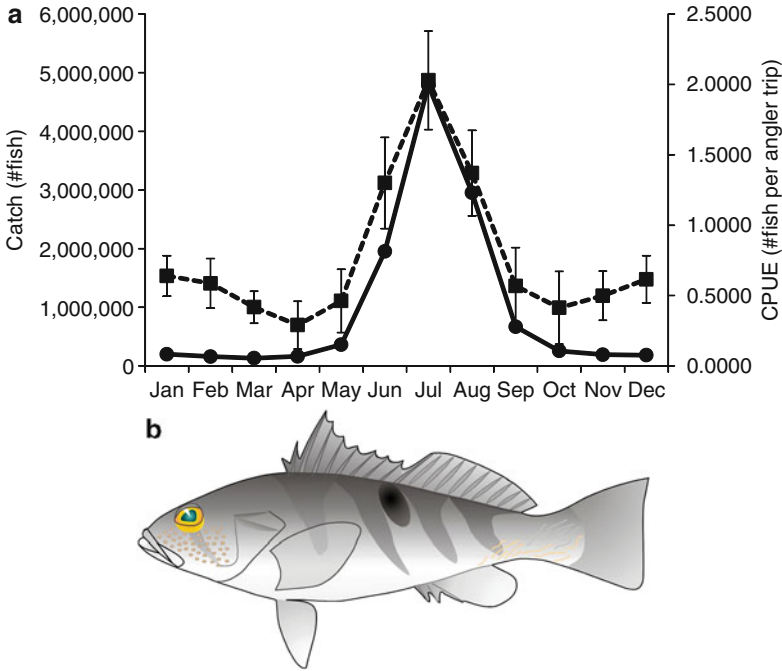 a
6,000,000
5,000,000
4,000,000
3,000,000
2,000,000
1,000,000
0
Catch (#fish)
2.5000
2.0000
1.5000
1.0000
0.5000
0.0000
CPUE (#fish per angler trip)
Jan Feb Mar Apr May Jun Jul Aug Sep Oct Nov Dec
b